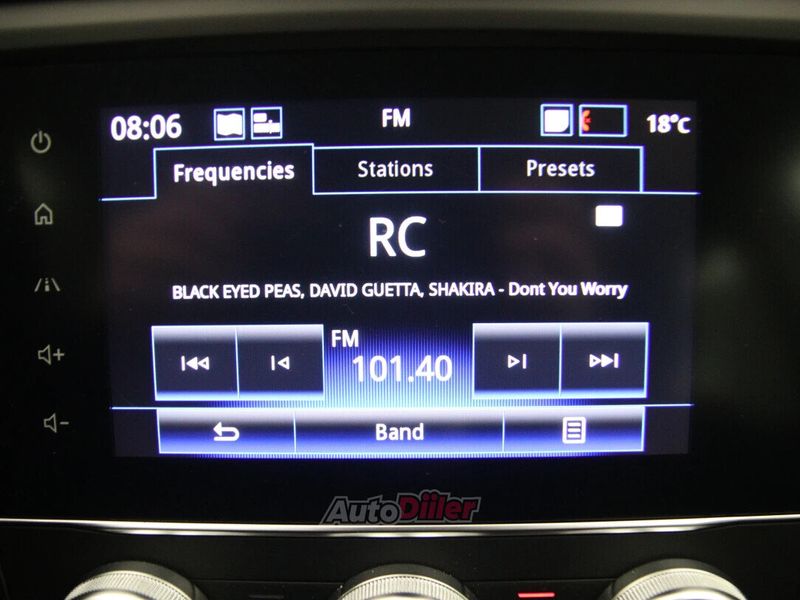 08:06 FM 18°C
Frequencies Stations Presets
RC
BLACK EYED PEAS, DAVID GUETTA, SHAKIRA - Dont You Worry
FM
101.40
Band
AutoDiiler